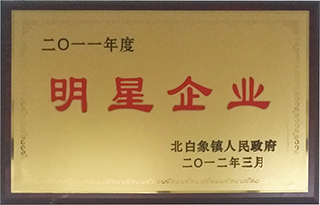 二〇一一年度
明星企业
北白象镇人民政府
二〇一二年三月